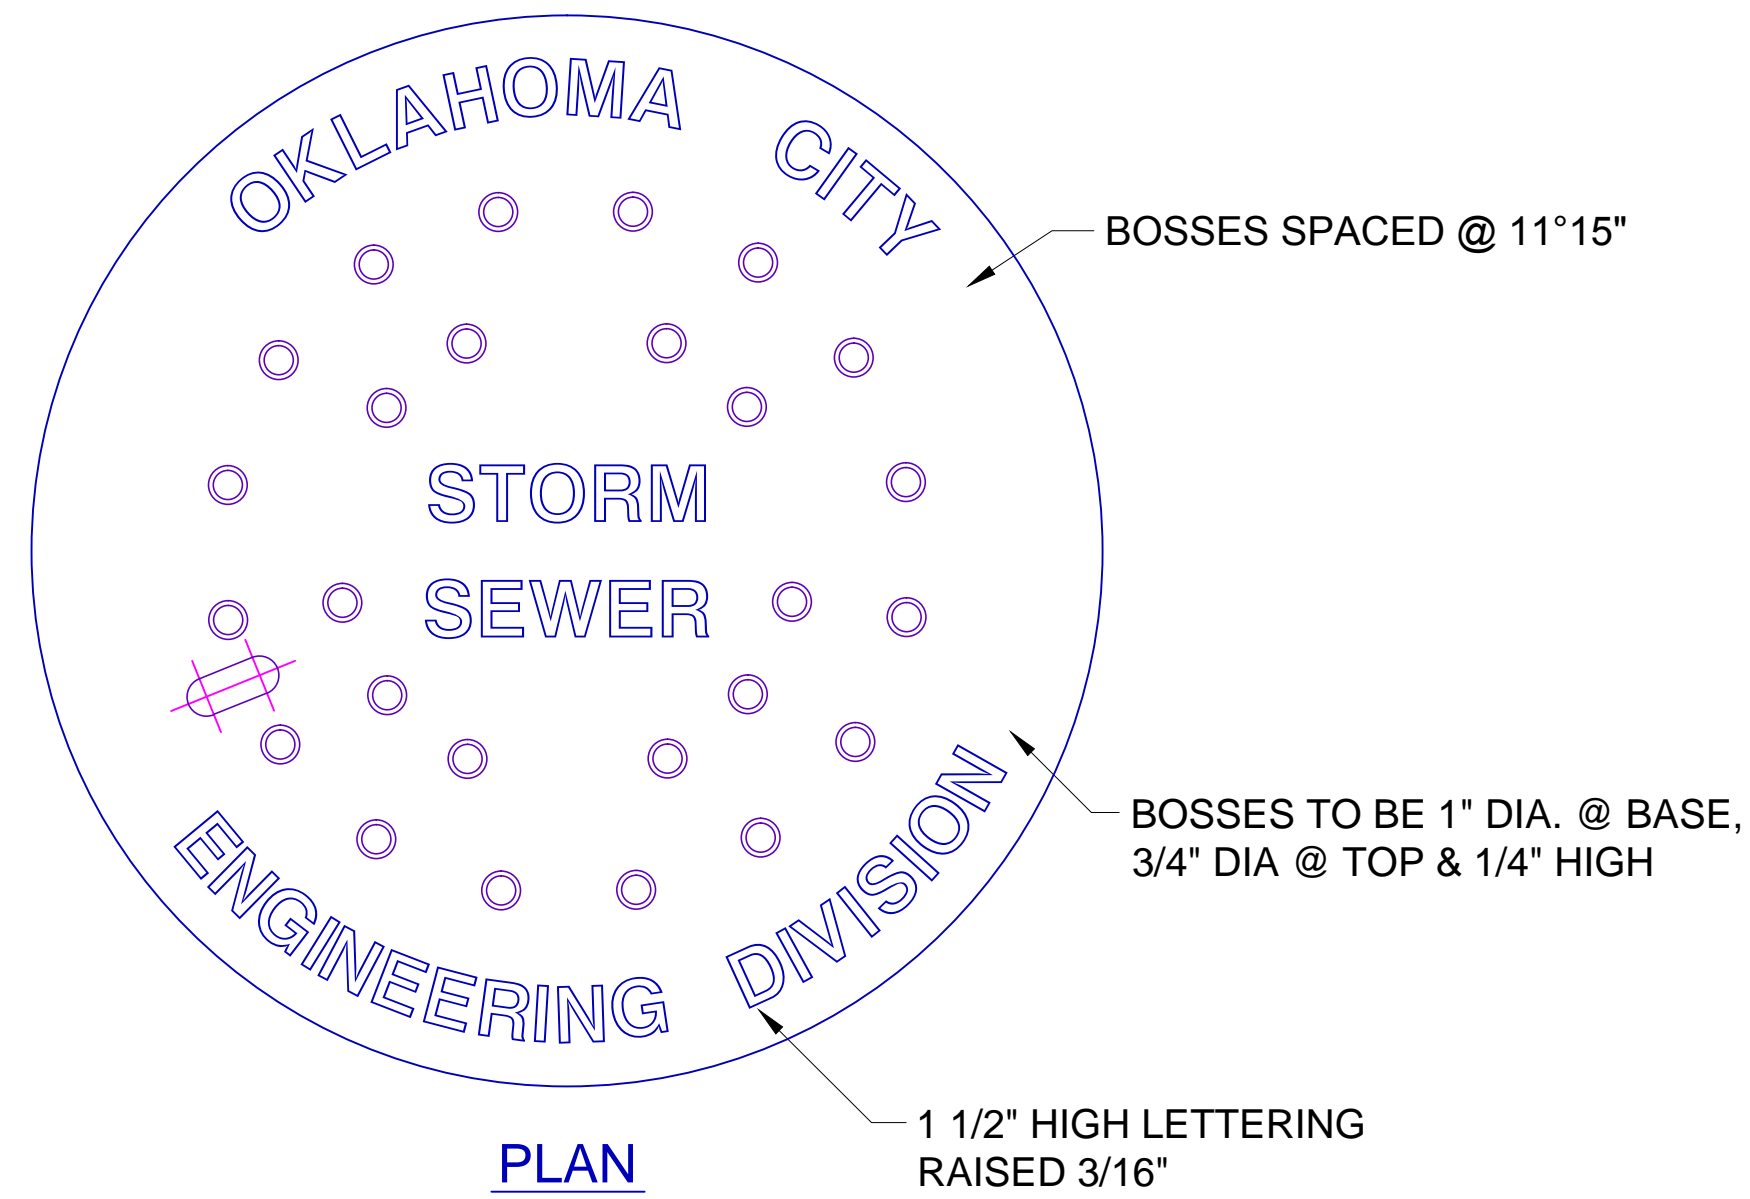 OKLAHOMA CITY
BOSSES SPACED @ 11°15"
STORM
SEWER
BOSSES TO BE 1" DIA. @ BASE,
3/4" DIA @ TOP & 1/4" HIGH
ENGINEERING DIVISION
1 1/2" HIGH LETTERING
RAISED 3/16"
PLAN